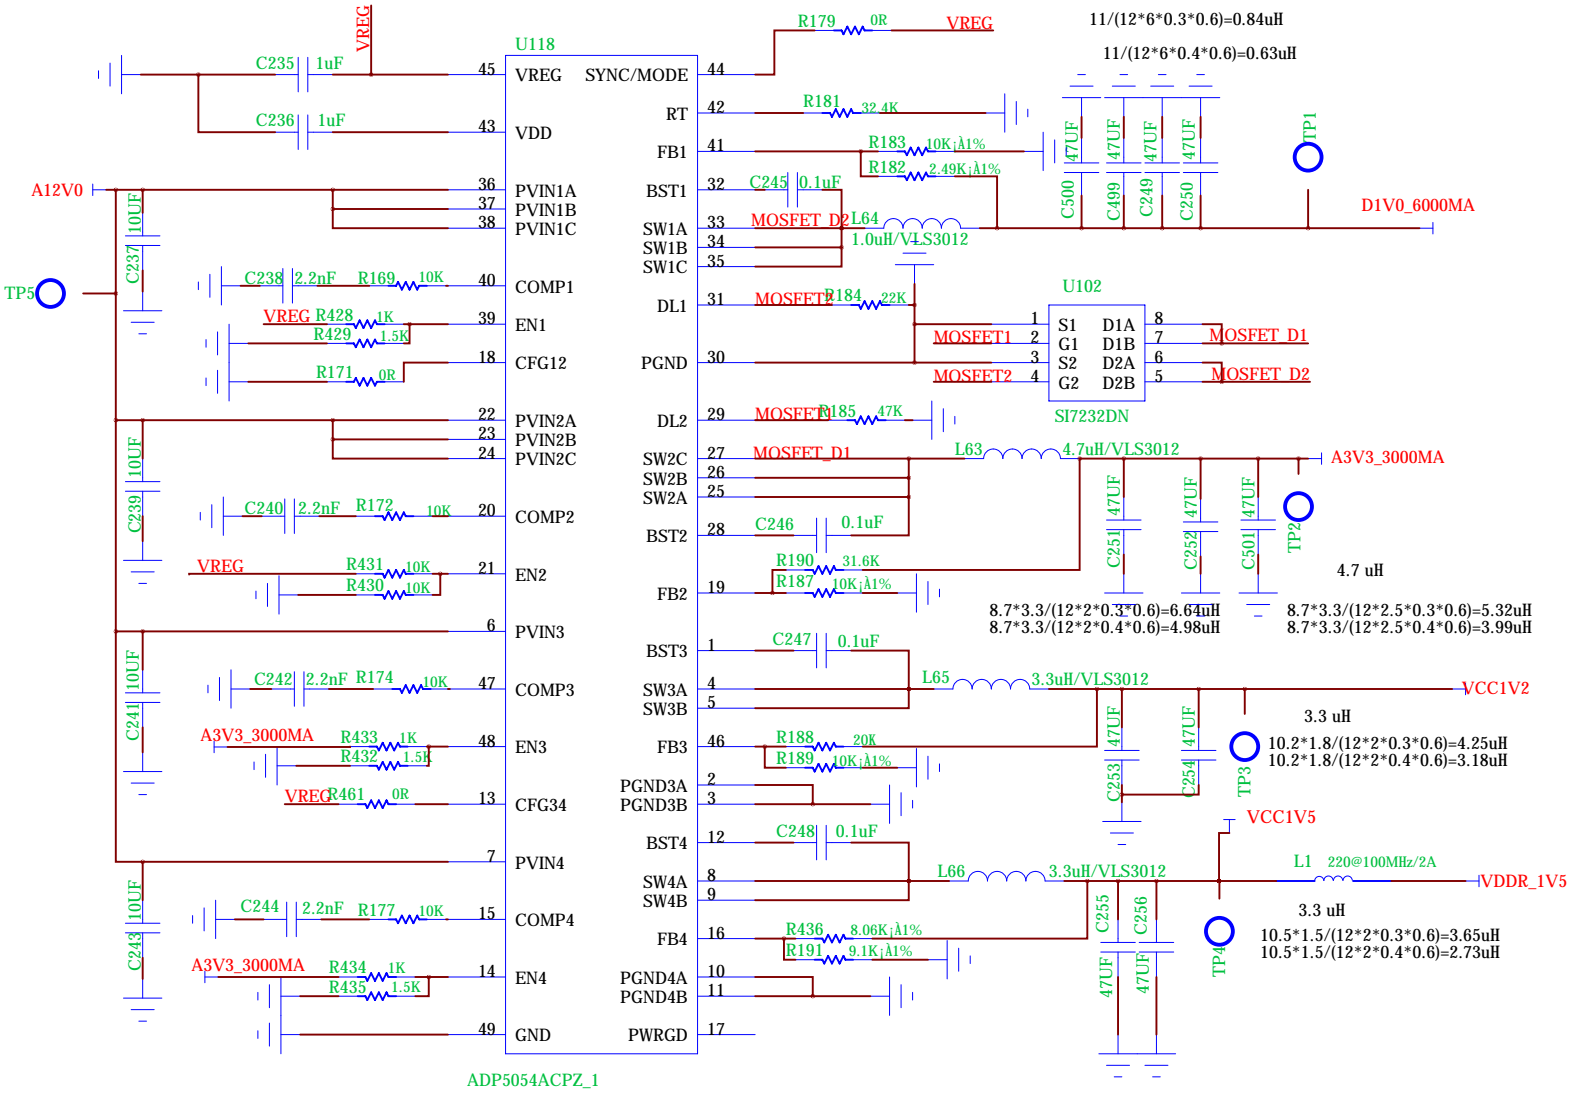 VREG
R179 0R VREG
11/(12*6*0.3*0.6)=0.84uH
11/(12*6*0.4*0.6)=0.63uH
U118
C235 1uF
45 VREG
SYNC/MODE 44
C236 1uF
43 VDD
RT 42
R181 32.4K
FB1 41
R183 10K¡À1%
R182 2.49K¡À1%
47UF 47UF 47UF 47UF
C500 C499 C249 C250
TP1
A12V0
36 PVIN1A
37 PVIN1B
38 PVIN1C
BST1 32
C245 0.1uF
SW1A 33
MOSFET_D2 L64
1.0uH/VLS3012
SW1B 34
SW1C 35
D1V0_6000MA
10UF
C237
TP5
C238 2.2nF R169 10K
40 COMP1
DL1 31
MOSFET2 R184 22K
U102
VREG R428 1K
R429 1.5K
39 EN1
1 S1 D1A 8
MOSFET1 2 G1 D1B 7 MOSFET_D1
3 S2 D2A 6
MOSFET2 4 G2 D2B 5 MOSFET_D2
SI7232DN
18 CFG12
R171 0R
PGND 30
22 PVIN2A
23 PVIN2B
24 PVIN2C
DL2 29
MOSFET1 R185 47K
SW2C 27
MOSFET_D1
L63 4.7uH/VLS3012
A3V3_3000MA
SW2B 26
SW2A 25
10UF
C239
47UF 47UF 47UF
C251 C252 C501
TP2
C240 2.2nF R172 10K
20 COMP2
BST2 28
C246 0.1uF
VREG R431 10K
R430 10K
21 EN2
R190 31.6K
R187 10K¡À1%
FB2 19
4.7 uH
8.7*3.3/(12*2*0.3*0.6)=6.64uH
8.7*3.3/(12*2*0.4*0.6)=4.98uH
8.7*3.3/(12*2.5*0.3*0.6)=5.32uH
8.7*3.3/(12*2.5*0.4*0.6)=3.99uH
6 PVIN3
BST3 1
C247 0.1uF
10UF
C241
C242 2.2nF R174 10K
47 COMP3
SW3A 4
SW3B 5
L65 3.3uH/VLS3012
VCC1V2
47UF 47UF
C253 C254
TP3
3.3 uH
10.2*1.8/(12*2*0.3*0.6)=4.25uH
10.2*1.8/(12*2*0.4*0.6)=3.18uH
A3V3_3000MA
R433 1K
R432 1.5K
48 EN3
FB3 46
R188 20K
R189 10K¡À1%
PGND3A 2
PGND3B 3
VREG R461 0R
13 CFG34
BST4 12
C248 0.1uF
VCC1V5
7 PVIN4
SW4A 8
SW4B 9
L66 3.3uH/VLS3012
L1 220@100MHz/2A
VDDR_1V5
10UF
C243
C244 2.2nF R177 10K
15 COMP4
FB4 16
R436 8.06K¡À1%
R191 9.1K¡À1%
C255 C256
47UF 47UF
TP4
3.3 uH
10.5*1.5/(12*2*0.3*0.6)=3.65uH
10.5*1.5/(12*2*0.4*0.6)=2.73uH
A3V3_3000MA
R434 1K
R435 1.5K
14 EN4
PGND4A 10
PGND4B 11
49 GND
PWRGD 17
ADP5054ACPZ_1